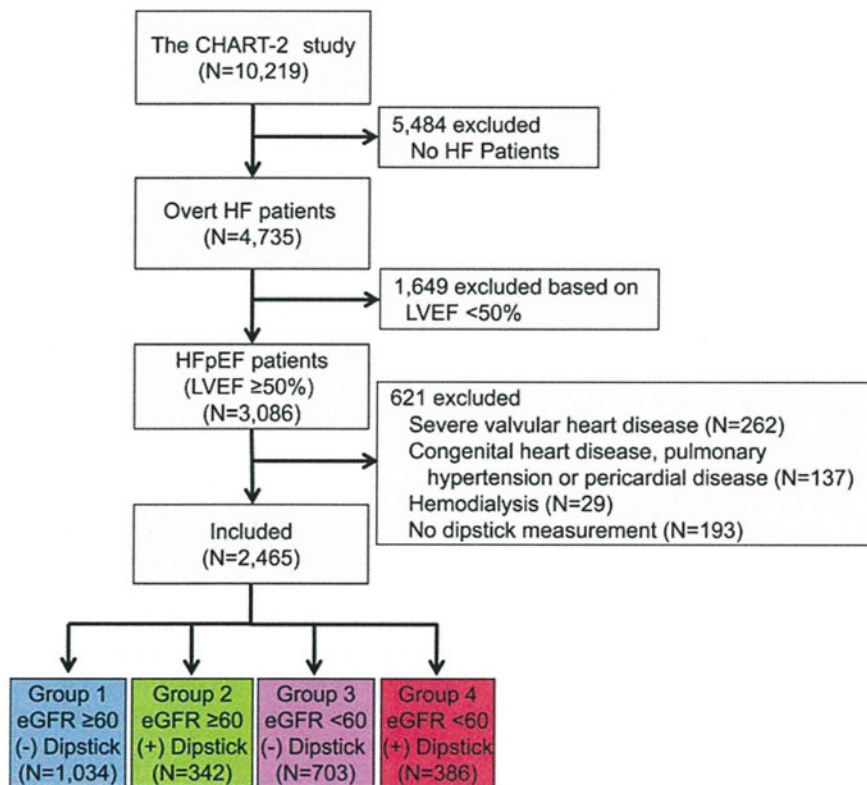 The CHART-2 study
(N=10,219)
5,484 excluded
No HF Patients
Overt HF patients
(N=4,735)
1,649 excluded based on
LVEF <50%
HFpEF patients
(LVEF ≥50%)
(N=3,086)
621 excluded
Severe valvular heart disease (N=262)
Congenital heart disease, pulmonary
hypertension or pericardial disease (N=137)
Hemodialysis (N=29)
No dipstick measurement (N=193)
Included
(N=2,465)
Group 1
eGFR ≥60
(-) Dipstick
(N=1,034)
Group 2
eGFR ≥60
(+) Dipstick
(N=342)
Group 3
eGFR <60
(-) Dipstick
(N=703)
Group 4
eGFR <60
(+) Dipstick
(N=386)